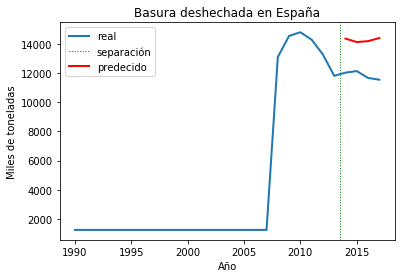 Basura deshechada en España
real
separación
predecido
14000
12000
10000
8000
6000
4000
2000
Miles de toneladas
1990
1995
2000
2005
2010
2015
Año